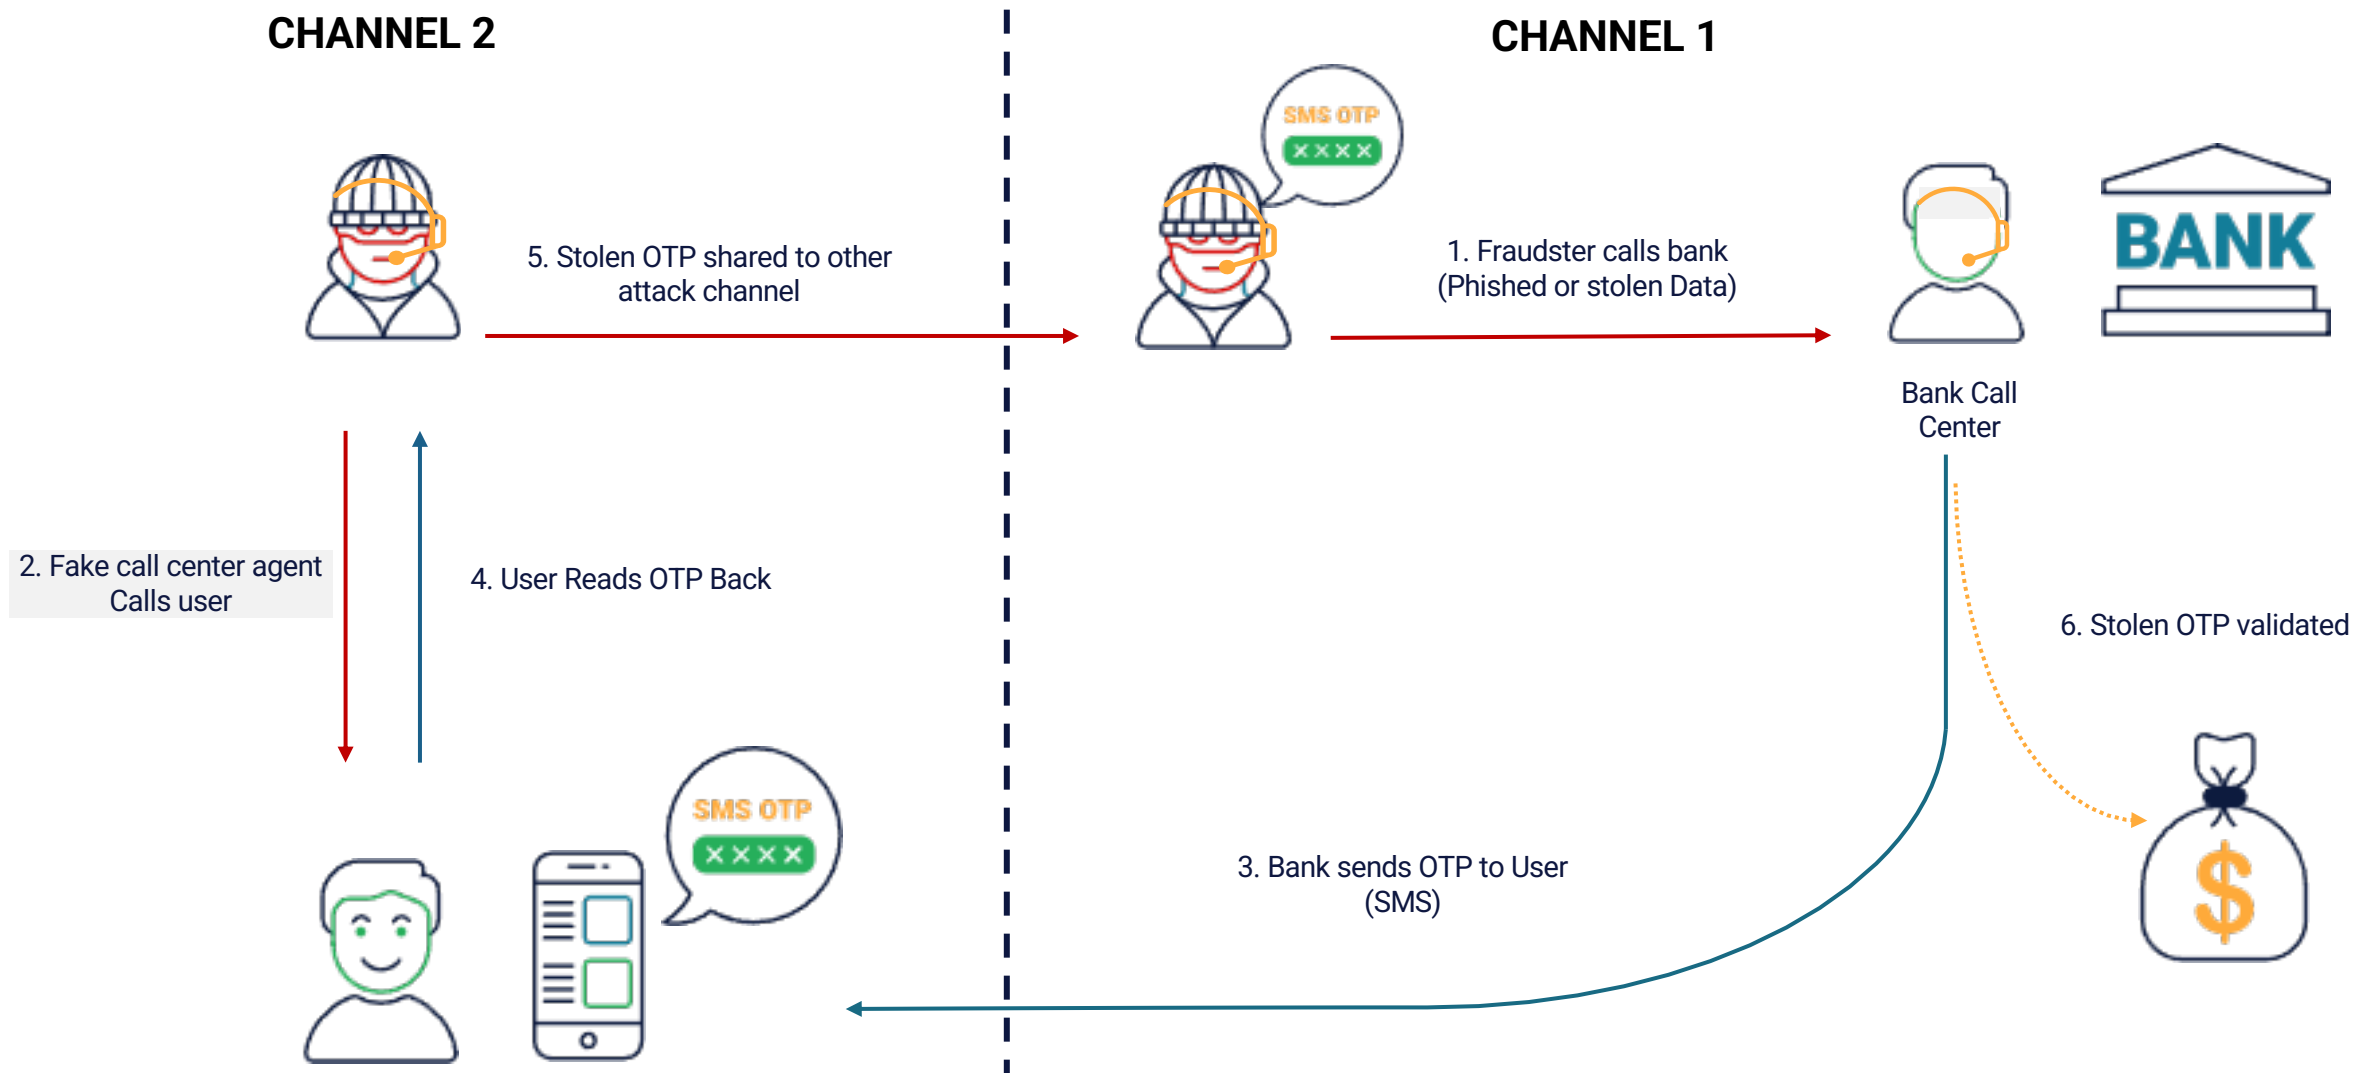 CHANNEL 2
CHANNEL 1
SMS OTP
××××
BANK
5. Stolen OTP shared to other
attack channel
1. Fraudster calls bank
(Phished or stolen Data)
Bank Call
Center
2. Fake call center agent
Calls user
4. User Reads OTP Back
6. Stolen OTP validated
SMS OTP
××××
3. Bank sends OTP to User
(SMS)
$